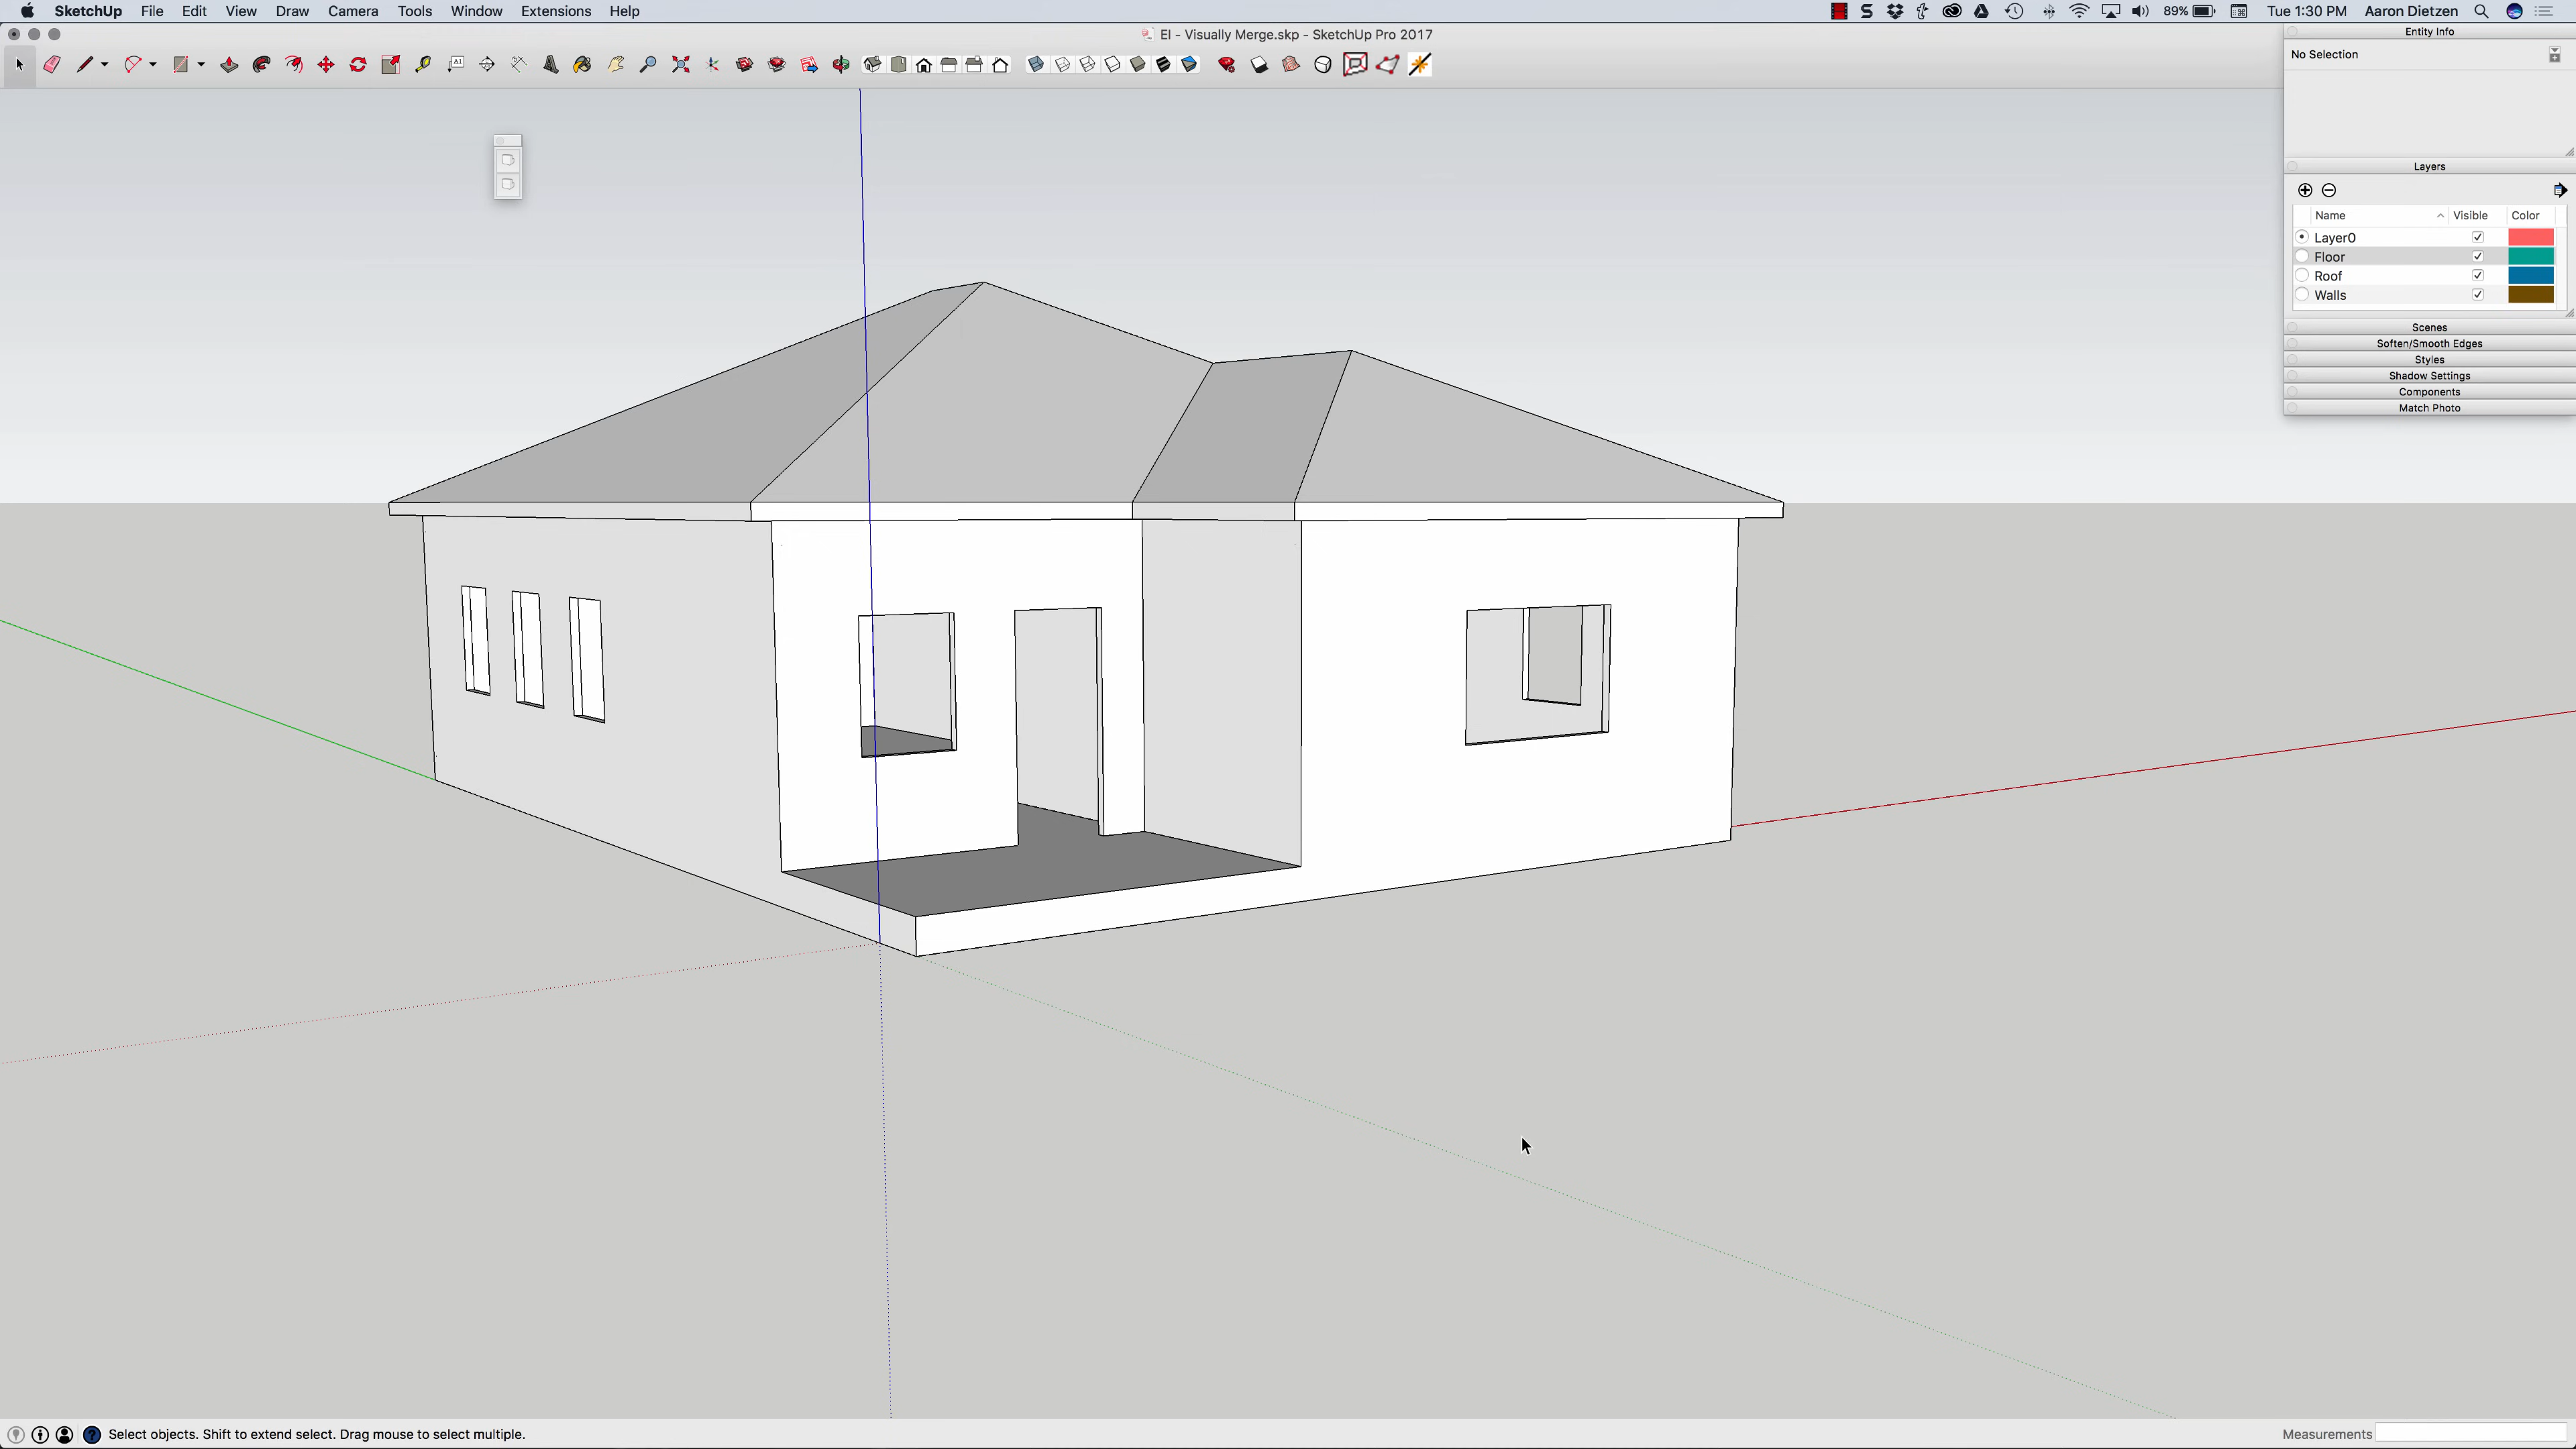 SketchUp File Edit View Draw Camera Tools Window Extensions Help 89% Tue 1:30 PM Aaron Dietzen
EI - Visually Merge.skp - SketchUp Pro 2017
Entity Info
No Selection
Layers
Name Visible Color
Layer0
Floor
Roof
Walls
Scenes
Soften/Smooth Edges
Styles
Shadow Settings
Components
Match Photo
Select objects. Shift to extend select. Drag mouse to select multiple.
Measurements